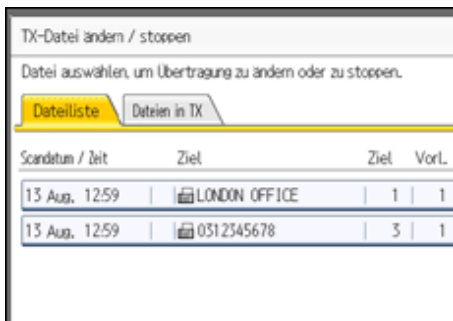 TX-Datei ändern / stoppen
Datei auswählen, um Übertragung zu ändern oder zu stoppen.
Dateiliste Dateien in TX
Scandatum / Zeit Ziel Ziel Vorl.
13 Aug. 12:59 LONDON OFFICE 1 1
13 Aug. 12:59 0312345678 3 1